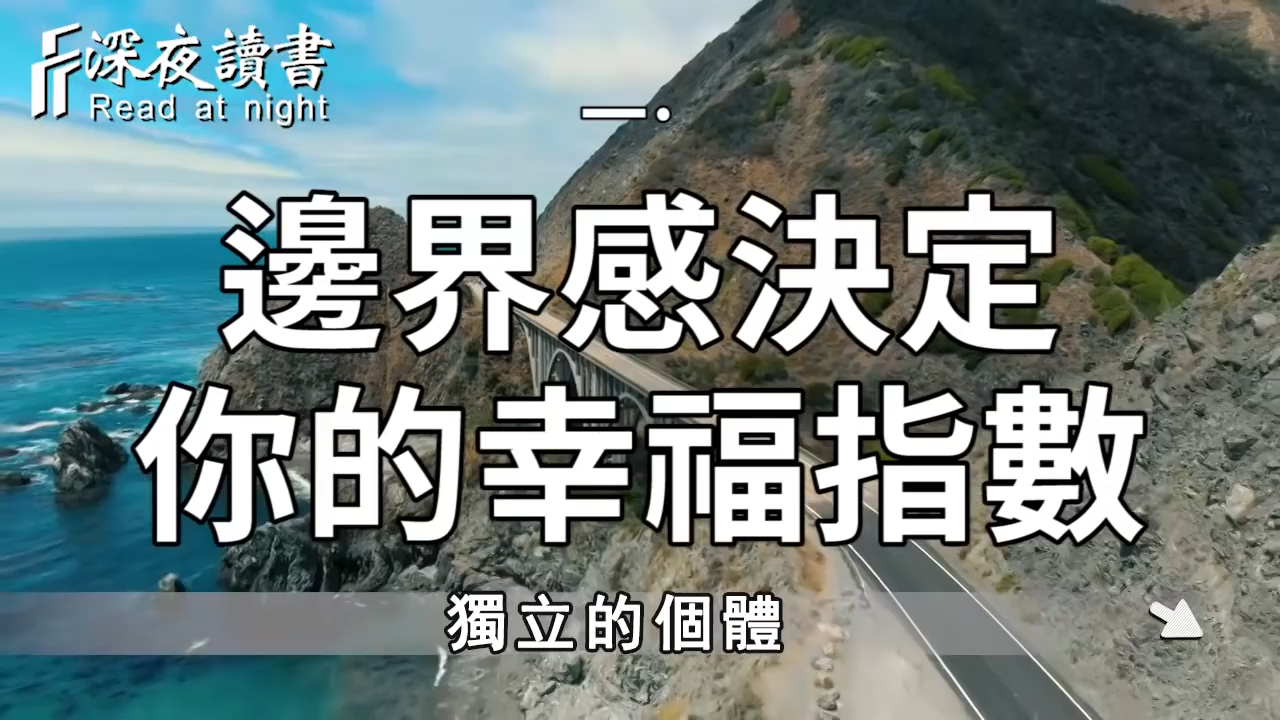 深夜讀書
Read at night
一.
邊界感決定
你的幸福指數
獨立的個體